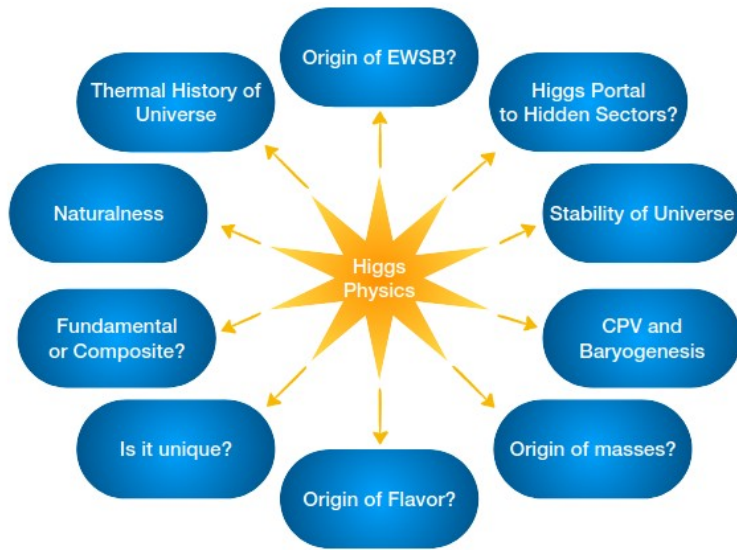 Origin of EWSB?
Thermal History of
Universe
Higgs Portal
to Hidden Sectors?
Naturalness
Stability of Universe
Higgs
Physics
Fundamental
or Composite?
CPV and
Baryogenesis
Is it unique?
Origin of masses?
Origin of Flavor?